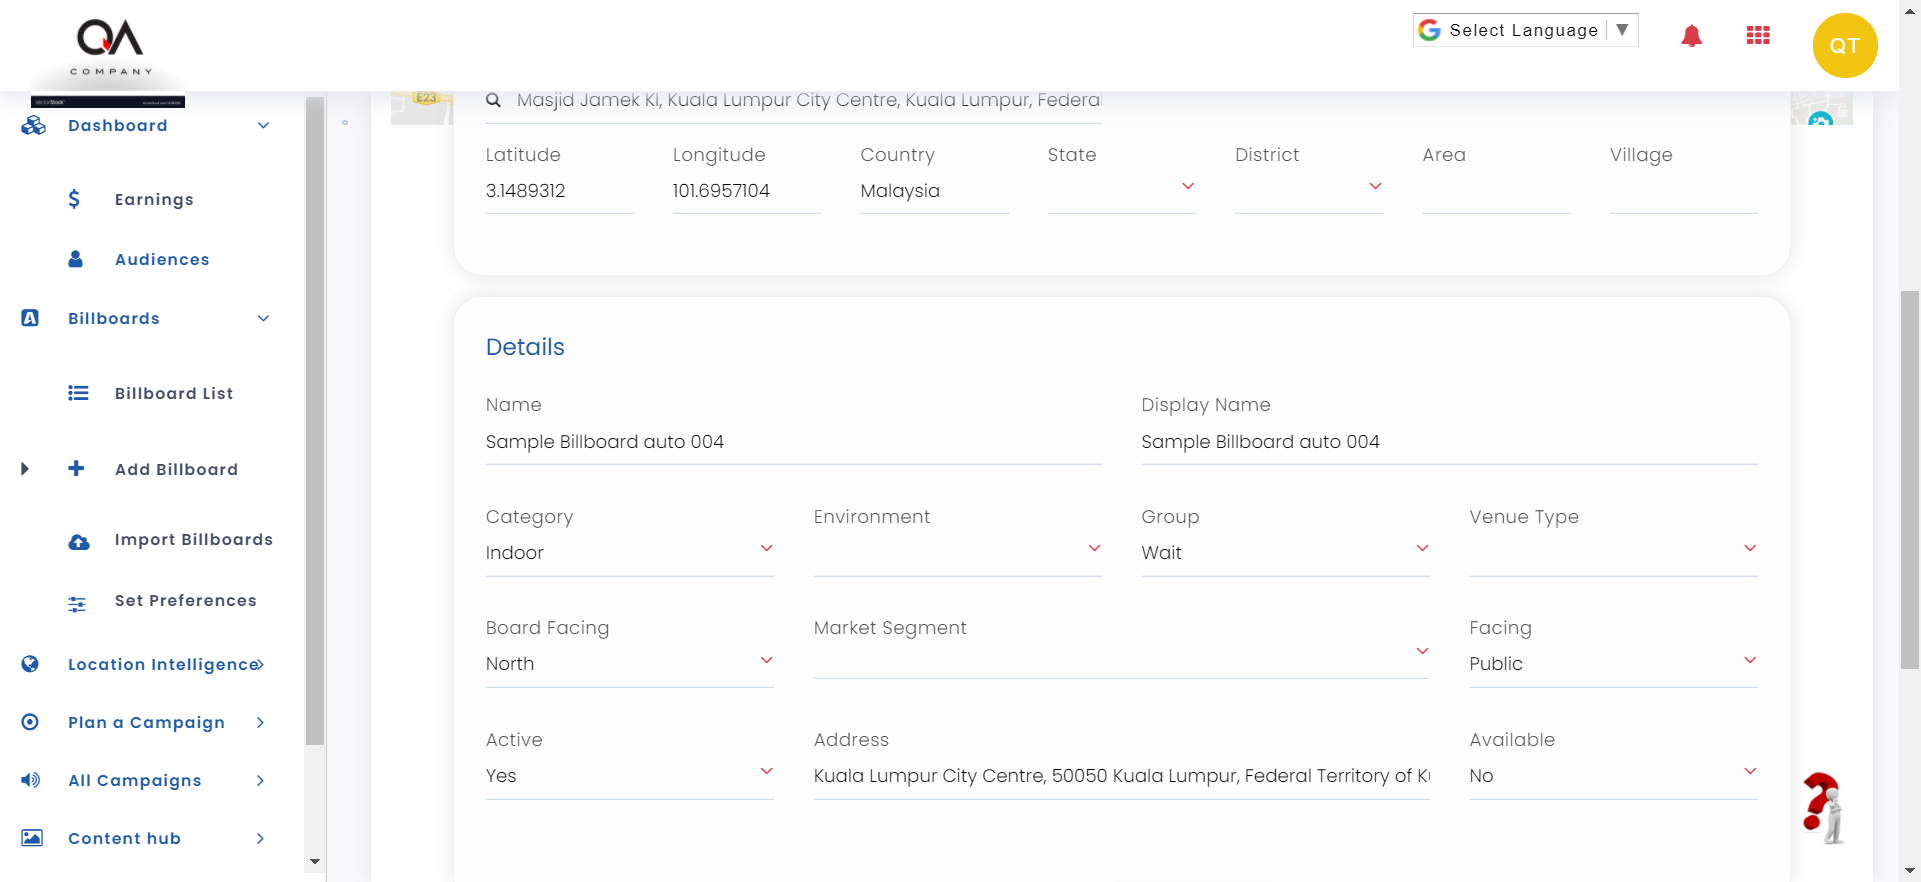 QA
COMPANY
Select Language
▼
QT
E23
Masjid Jamek Kl, Kuala Lumpur City Centre, Kuala Lumpur, Federal
Dashboard
Earnings
Audiences
Billboards
Billboard List
Add Billboard
Import Billboards
Set Preferences
Location Intelligence
Plan a Campaign
All Campaigns
Content hub
Latitude Longitude Country State District Area Village
3.1489312 101.6957104 Malaysia
Details
Name Display Name
Sample Billboard auto 004 Sample Billboard auto 004
Category Environment Group Venue Type
Indoor Wait
Board Facing Market Segment Facing
North Public
Active Address Available
Yes Kuala Lumpur City Centre, 50050 Kuala Lumpur, Federal Territory of Ku No